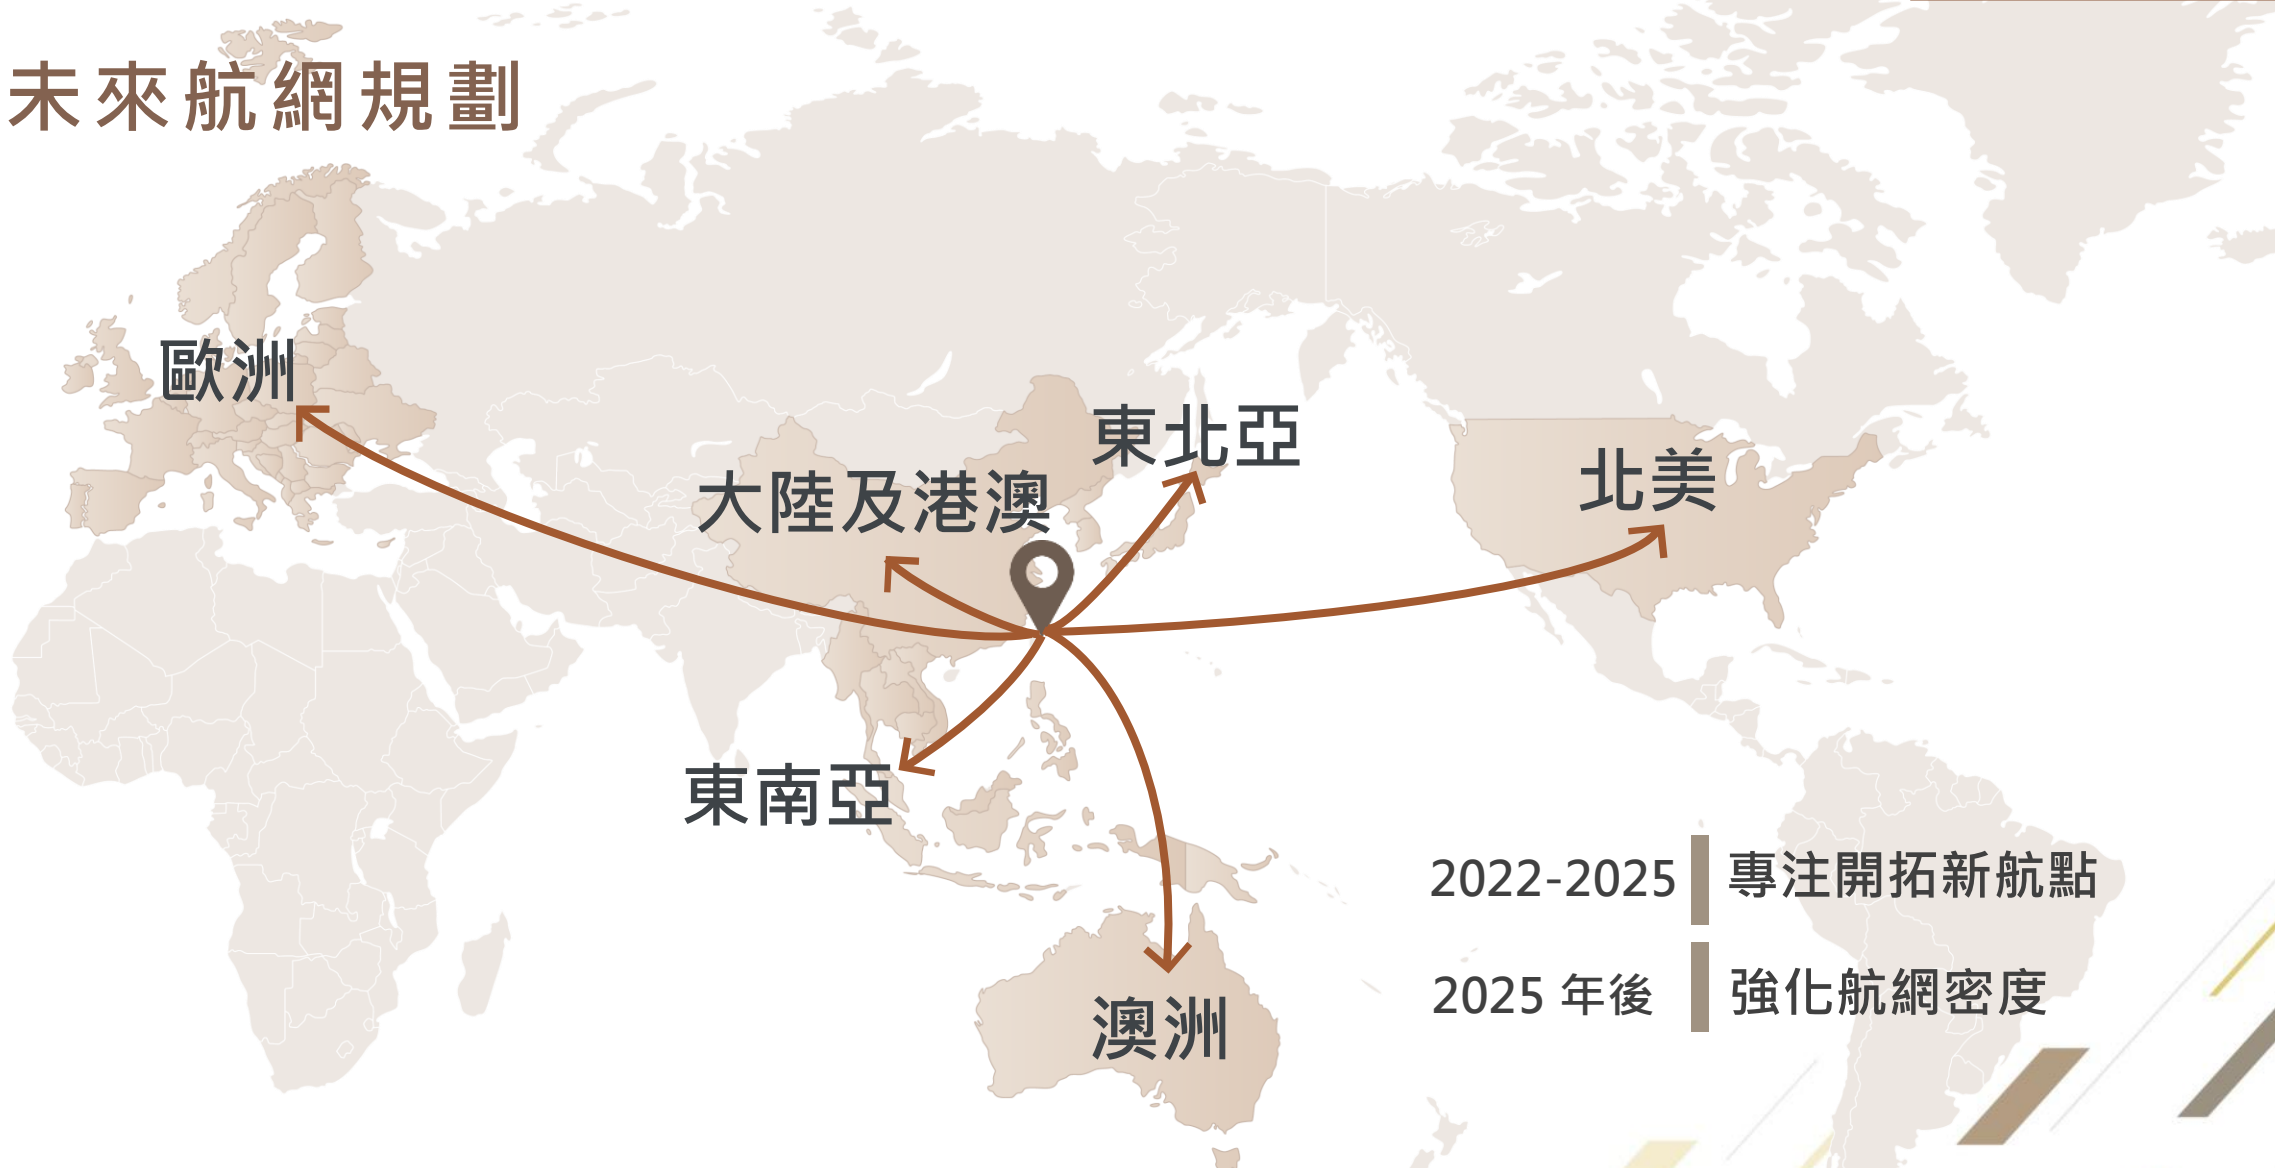 未來航網規劃
歐洲
東北亞
大陸及港澳
北美
東南亞
澳洲
2022-2025 專注開拓新航點
2025 年後 強化航網密度